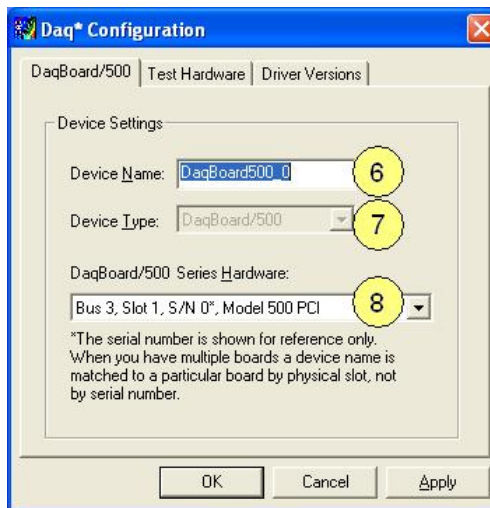 Daq* Configuration
DaqBoard/500
Test Hardware
Driver Versions
Device Settings
Device Name: DaqBoard500_0 6
Device Type: DaqBoard/500 7
DaqBoard/500 Series Hardware:
Bus 3, Slot 1, S/N 0*, Model 500 PCI 8
*The serial number is shown for reference only.
When you have multiple boards a device name is
matched to a particular board by physical slot, not
by serial number.
OK
Cancel
Apply